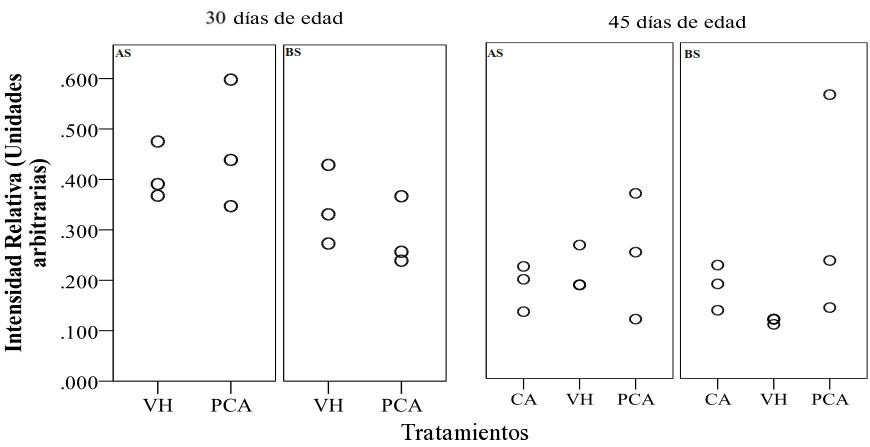 30 días de edad
45 días de edad
AS
BS
AS
BS
Intensidad Relativa (Unidades
arbitrarias)
.600
.500
.400
.300
.200
.100
.000
VH PCA
VH PCA
CA VH PCA
CA VH PCA
Tratamientos